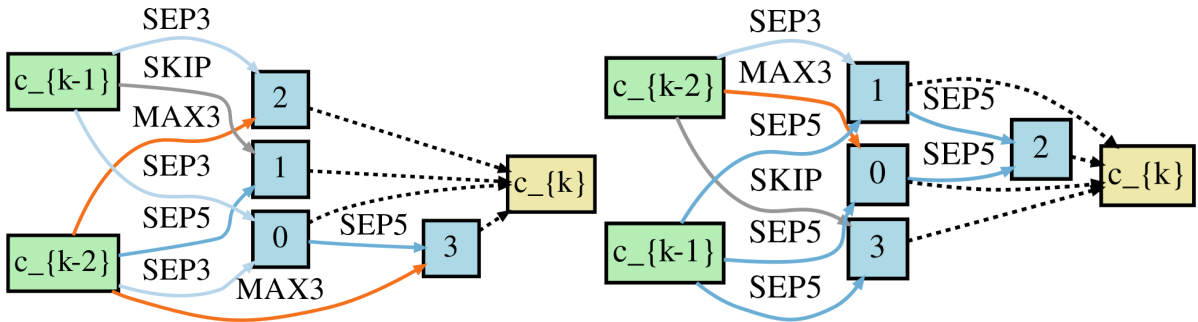 SEP3
c_{k-1}
SKIP
2
MAX3
1
SEP3
c_{k}
SEP5
0
SEP5
3
c_{k-2}
SEP3
MAX3
SEP3
c_{k-2}
MAX3
1
SEP5
SEP5
2
SEP5
0
c_{k}
SKIP
SEP5
3
c_{k-1}
SEP5